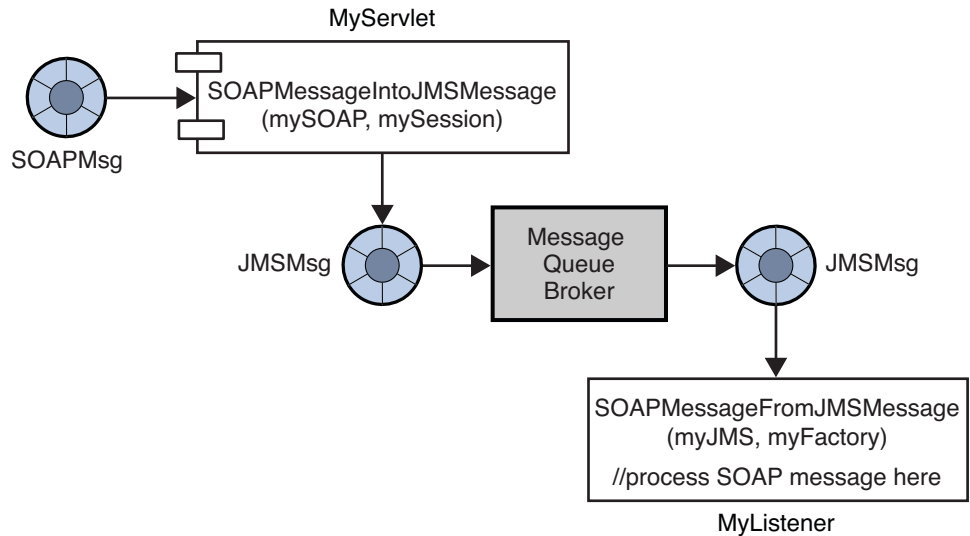 MyServlet
SOAPMessageIntoJMSMessage
(mySOAP, mySession)
SOAPMsg
JMSMsg
Message
Queue
Broker
JMSMsg
SOAPMessageFromJMSMessage
(myJMS, myFactory)
//process SOAP message here
MyListener